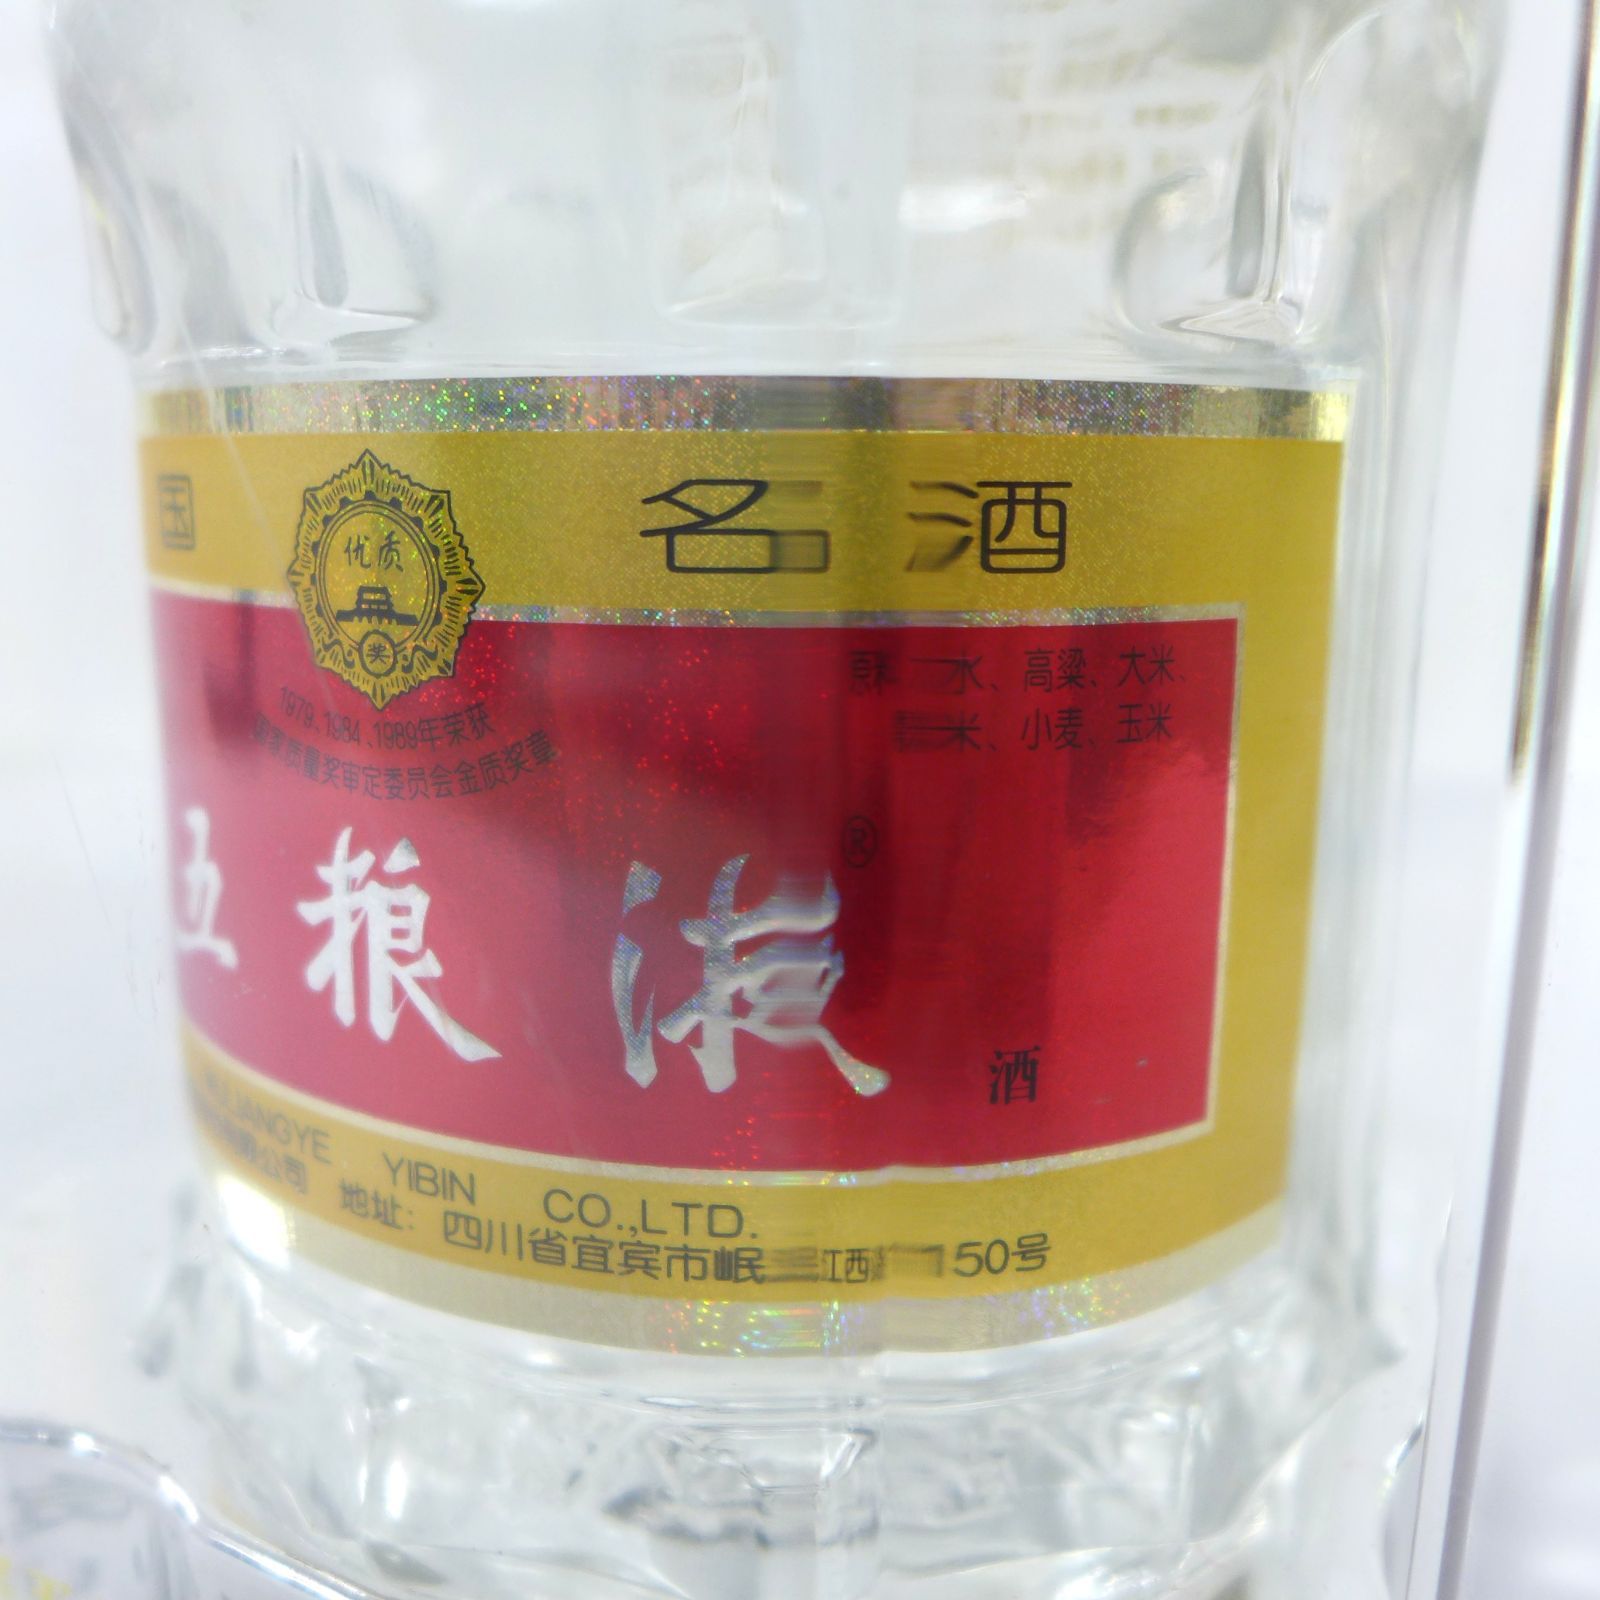 国 名酒
优质
奖
1979、1984、1989年荣获
国家质量奖审定委员会金质奖章
水、高粱、大米、
米、小麦、玉米
五粮液®
酒
YIBIN CO.,LTD.
公司 地址：四川省宜宾市岷江西 150号